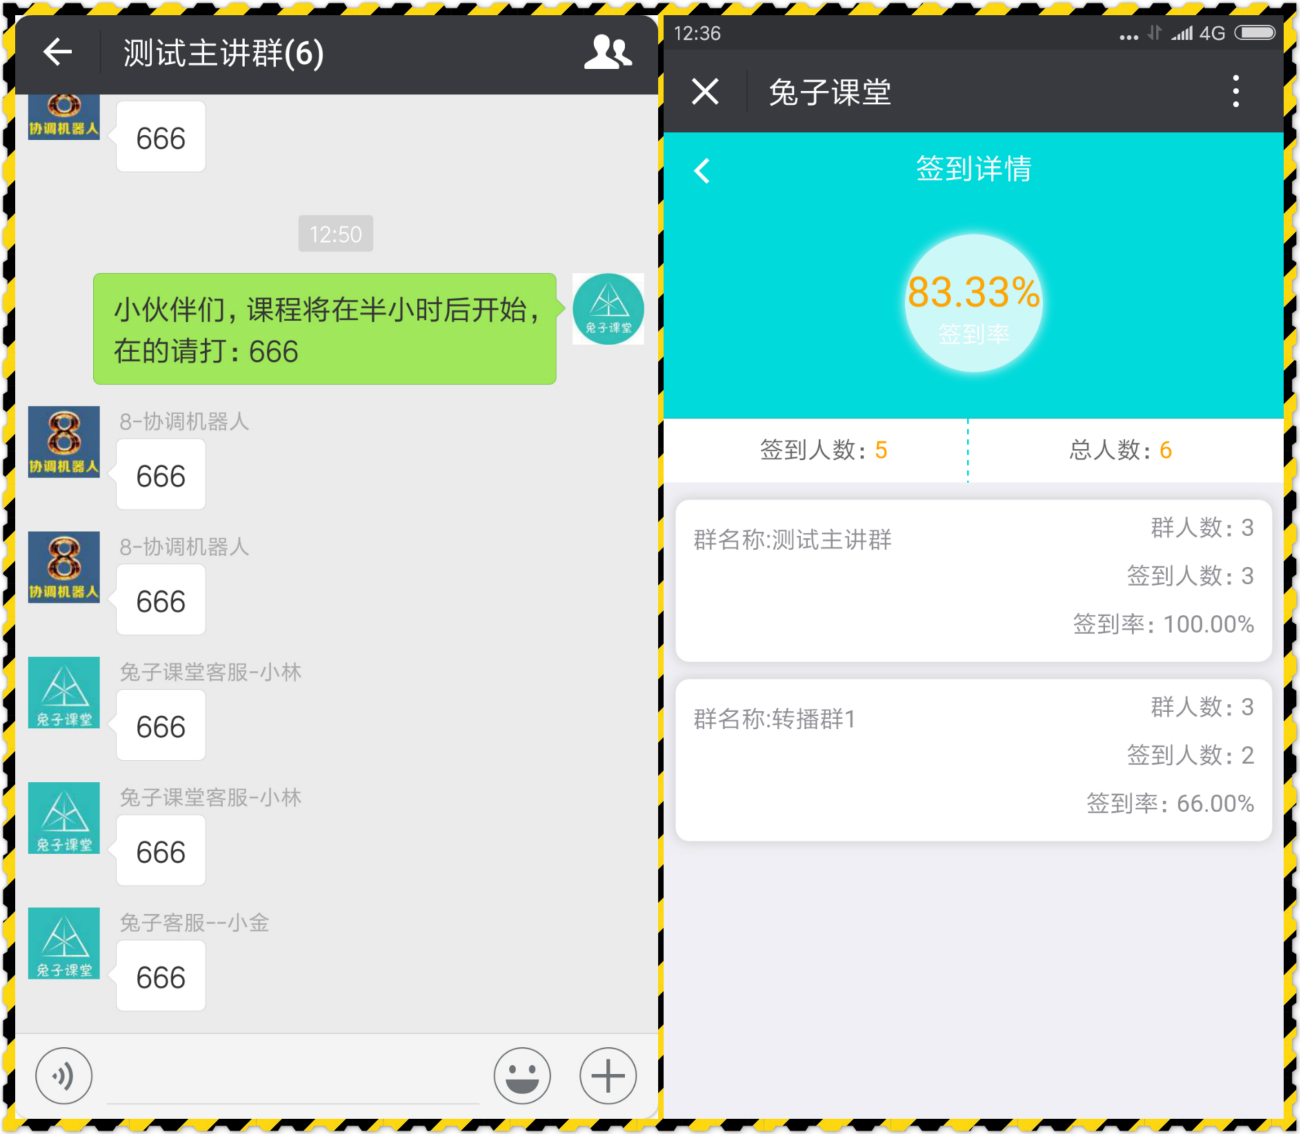 测试主讲群(6)
协调机器人
666
12:50
小伙伴们，课程将在半小时后开始，
在的请打：666
兔子课堂
8-协调机器人
8
协调机器人
666
8-协调机器人
8
协调机器人
666
兔子课堂客服-小林
兔子课堂
666
兔子课堂客服-小林
兔子课堂
666
兔子客服--小金
兔子课堂
666
12:36
4G
兔子课堂
签到详情
83.33%
签到率
签到人数：5
总人数：6
群名称:测试主讲群
群人数：3
签到人数：3
签到率：100.00%
群名称:转播群1
群人数：3
签到人数：2
签到率：66.00%